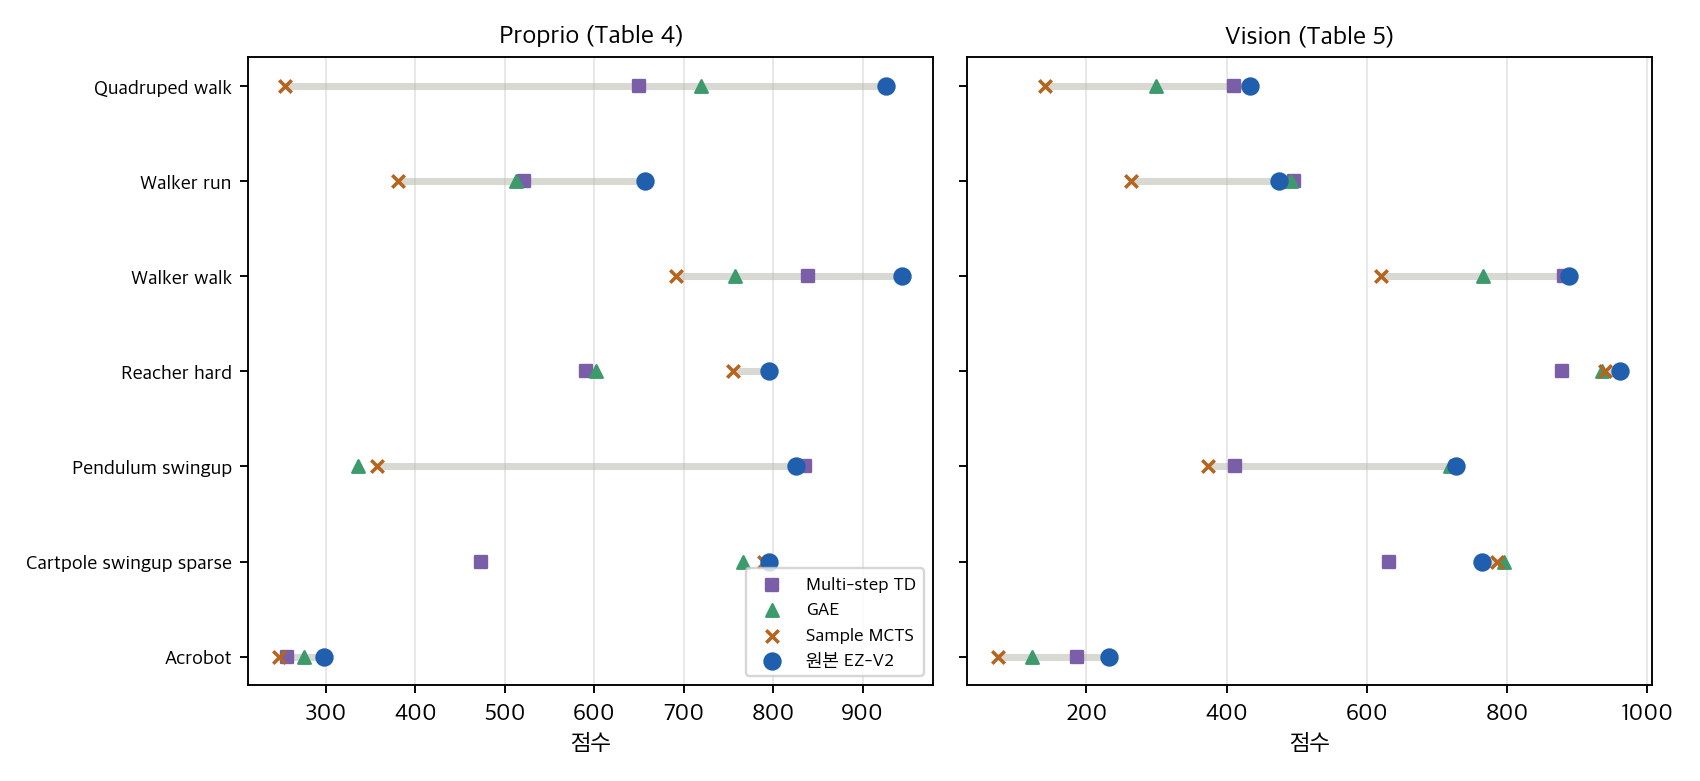 Proprio (Table 4)
Vision (Table 5)
Quadruped walk
Walker run
Walker walk
Reacher hard
Pendulum swingup
Cartpole swingup sparse
Acrobot
Multi-step TD
GAE
Sample MCTS
원본 EZ-V2
300 400 500 600 700 800 900
200 400 600 800 1000
점수
점수